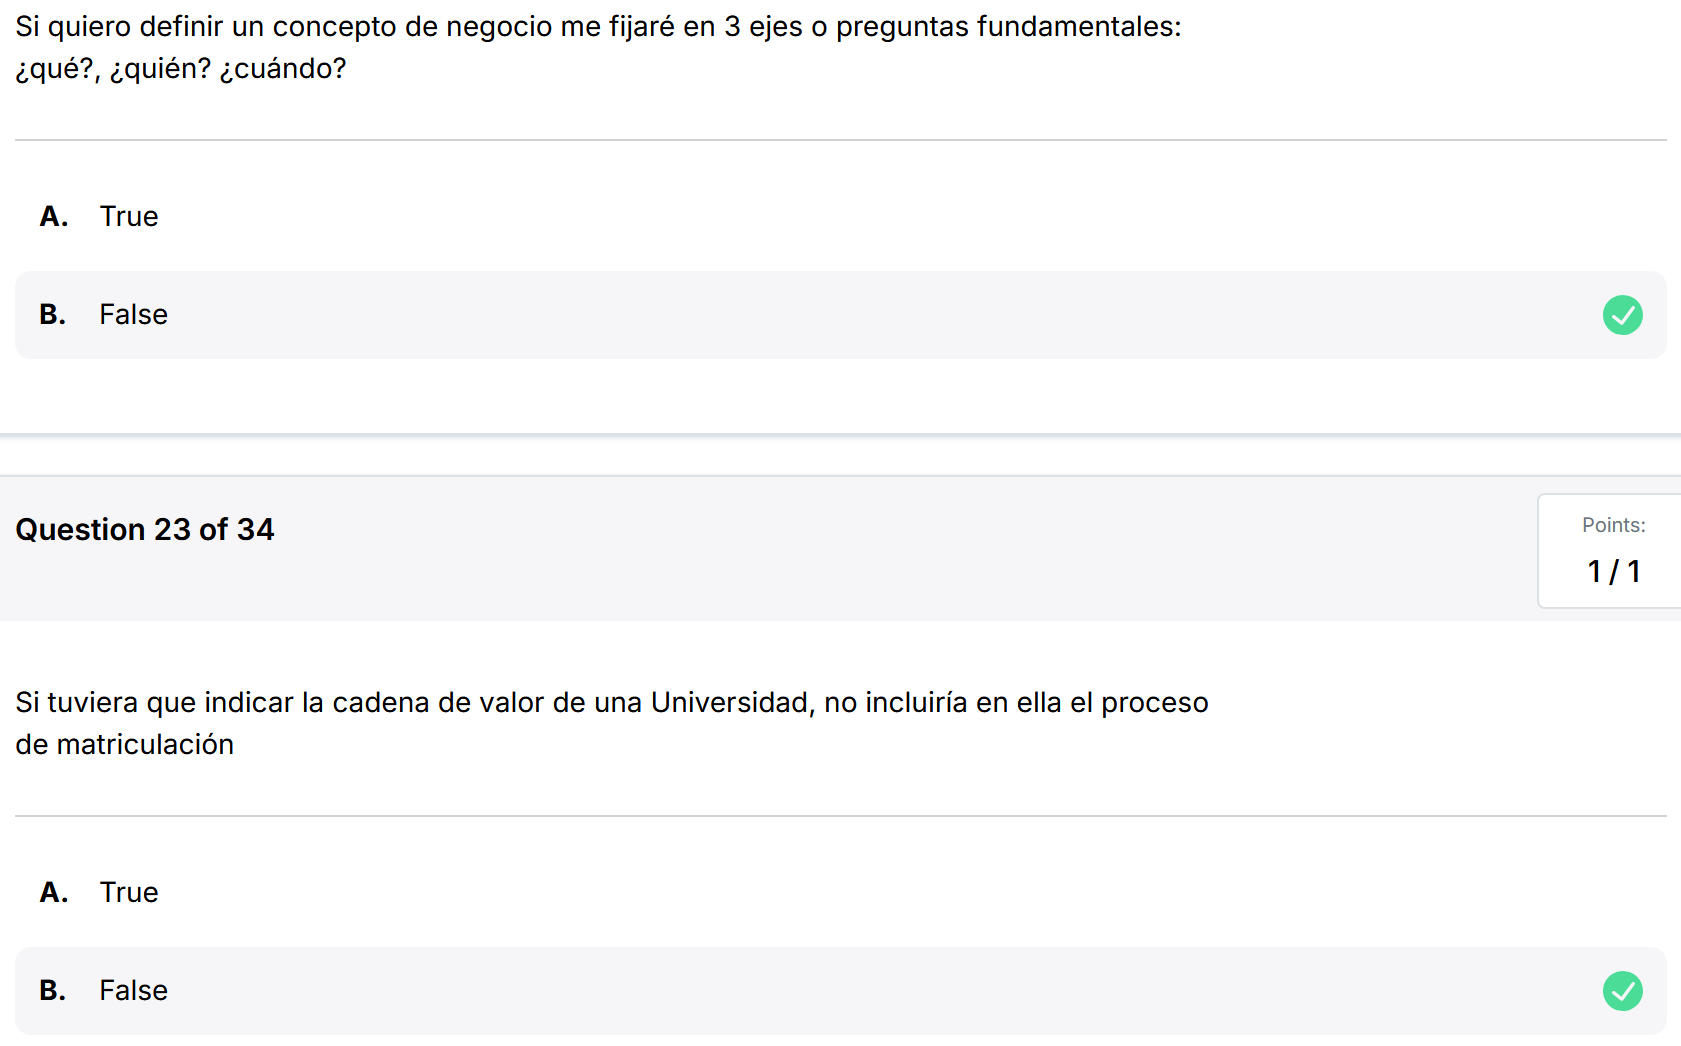 Si quiero definir un concepto de negocio me fijaré en 3 ejes o preguntas fundamentales:
¿qué?, ¿quién? ¿cuándo?
A. True
B. False
Question 23 of 34
Points:
1 / 1
Si tuviera que indicar la cadena de valor de una Universidad, no incluiría en ella el proceso
de matriculación
A. True
B. False